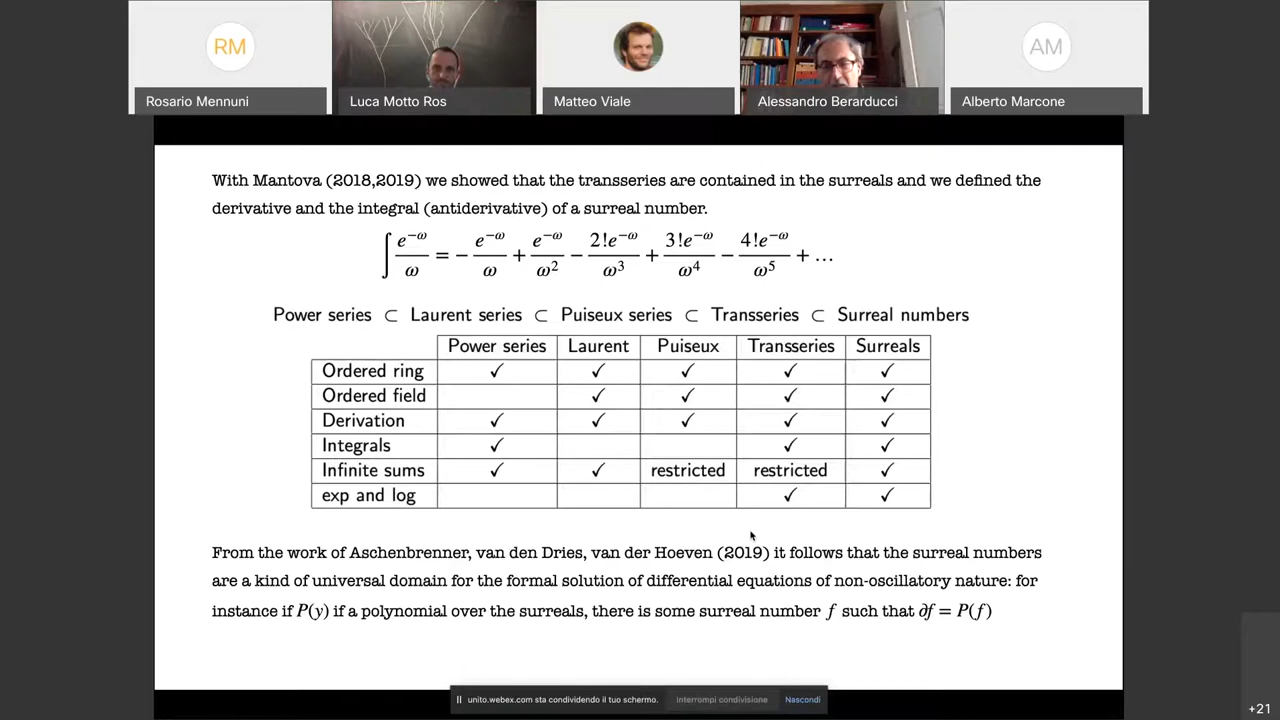 RM
AM
Rosario Mennuni
Luca Motto Ros
Matteo Viale
Alessandro Berarducci
Alberto Marcone
With Mantova (2018,2019) we showed that the transseries are contained in the surreals and we defined the
derivative and the integral (antiderivative) of a surreal number.
∫ e^{−ω}/ω = − e^{−ω}/ω + e^{−ω}/ω² − 2!e^{−ω}/ω³ + 3!e^{−ω}/ω⁴ − 4!e^{−ω}/ω⁵ + …
Power series ⊂ Laurent series ⊂ Puiseux series ⊂ Transseries ⊂ Surreal numbers
Power series Laurent Puiseux Transseries Surreals
Ordered ring ✓ ✓ ✓ ✓ ✓
Ordered field ✓ ✓ ✓ ✓
Derivation ✓ ✓ ✓ ✓ ✓
Integrals ✓ ✓ ✓
Infinite sums ✓ ✓ restricted restricted ✓
exp and log ✓ ✓
From the work of Aschenbrenner, van den Dries, van der Hoeven (2019) it follows that the surreal numbers
are a kind of universal domain for the formal solution of differential equations of non-oscillatory nature: for
instance if P(y) if a polynomial over the surreals, there is some surreal number f such that ∂f = P(f)
unito.webex.com sta condividendo il tuo schermo. Interrompi condivisione Nascondi
+21